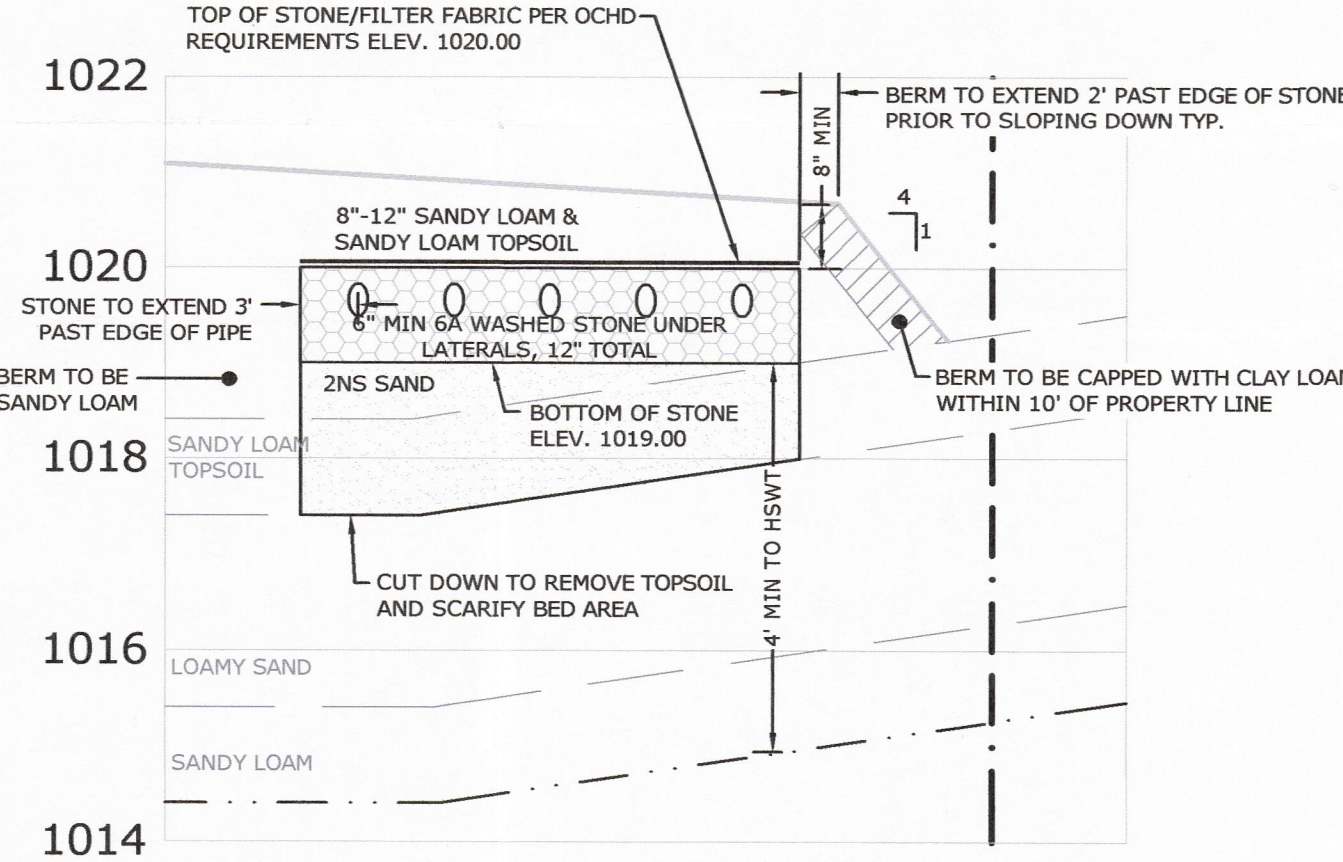 TOP OF STONE/FILTER FABRIC PER OCHD
REQUIREMENTS ELEV. 1020.00
1022
BERM TO EXTEND 2' PAST EDGE OF STONE
PRIOR TO SLOPING DOWN TYP.
8" MIN
4
1
8"-12" SANDY LOAM &
SANDY LOAM TOPSOIL
1020
STONE TO EXTEND 3'
PAST EDGE OF PIPE
6" MIN 6A WASHED STONE UNDER
LATERALS, 12" TOTAL
BERM TO BE
SANDY LOAM
2NS SAND
BOTTOM OF STONE
ELEV. 1019.00
BERM TO BE CAPPED WITH CLAY LOAM
WITHIN 10' OF PROPERTY LINE
1018
SANDY LOAM
TOPSOIL
4' MIN TO HSWT
CUT DOWN TO REMOVE TOPSOIL
AND SCARIFY BED AREA
1016
LOAMY SAND
SANDY LOAM
1014